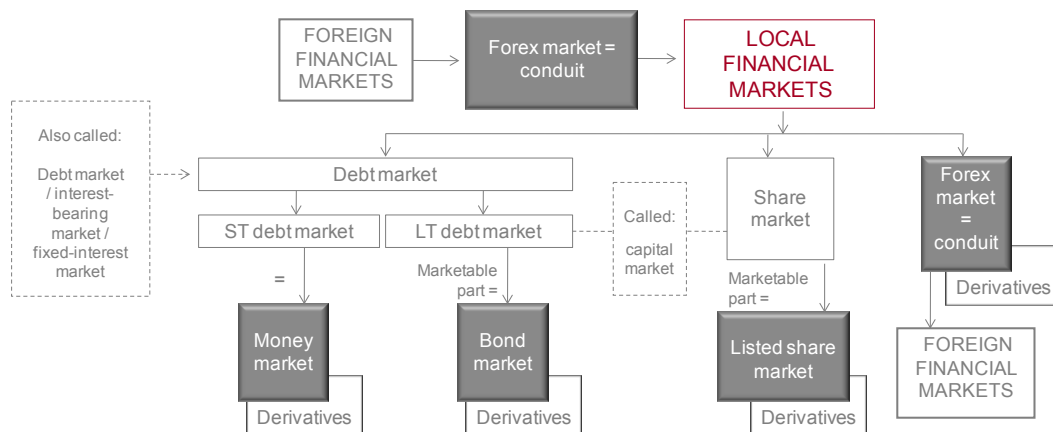 FOREIGN
FINANCIAL
MARKETS
Forex market =
conduit
LOCAL
FINANCIAL
MARKETS
Also called:
Debt market
/ interest-
bearing
market /
fixed-interest
market
Debt market
ST debt market
LT debt market
Called:
capital
market
Share
market
Forex
market
=
conduit
Derivatives
=
Marketable
part =
Marketable
part =
Money
market
Derivatives
Bond
market
Derivatives
Listed share
market
Derivatives
FOREIGN
FINANCIAL
MARKETS